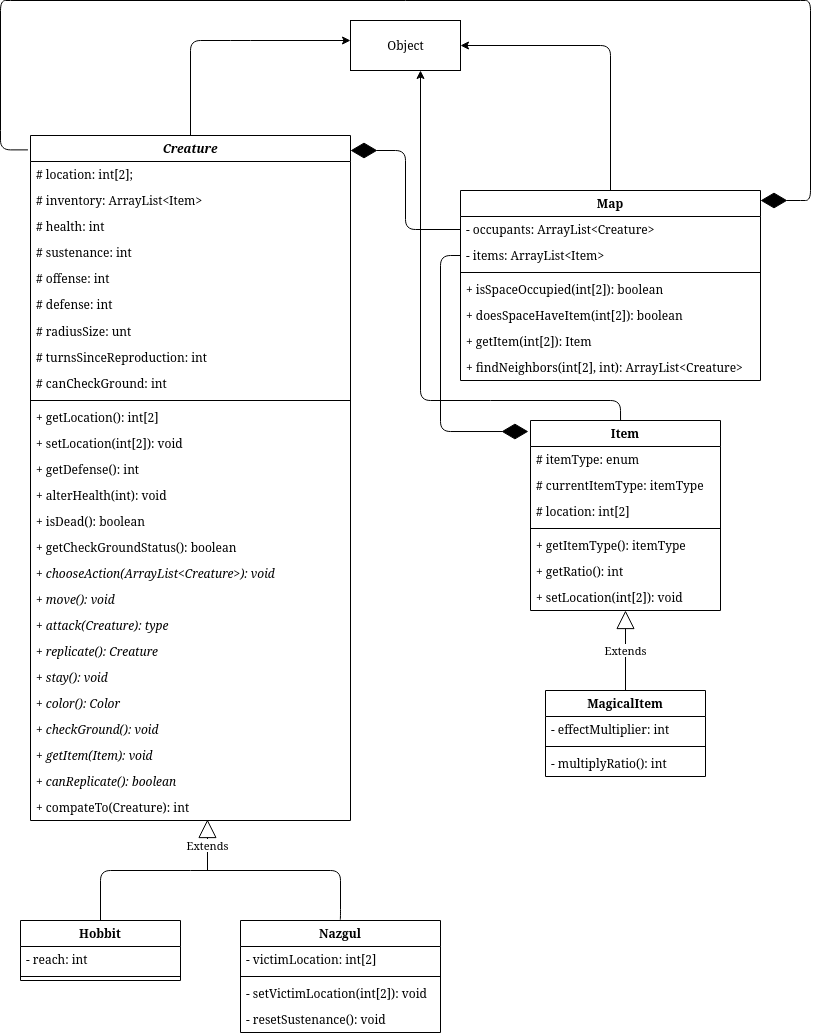 Object
Creature
# location: int[2];
# inventory: ArrayList<Item>
# health: int
# sustenance: int
# offense: int
# defense: int
# radiusSize: unt
# turnsSinceReproduction: int
# canCheckGround: int
+ getLocation(): int[2]
+ setLocation(int[2]): void
+ getDefense(): int
+ alterHealth(int): void
+ isDead(): boolean
+ getCheckGroundStatus(): boolean
+ chooseAction(ArrayList<Creature>): void
+ move(): void
+ attack(Creature): type
+ replicate(): Creature
+ stay(): void
+ color(): Color
+ checkGround(): void
+ getItem(Item): void
+ canReplicate(): boolean
+ compateTo(Creature): int
Map
- occupants: ArrayList<Creature>
- items: ArrayList<Item>
+ isSpaceOccupied(int[2]): boolean
+ doesSpaceHaveItem(int[2]): boolean
+ getItem(int[2]): Item
+ findNeighbors(int[2], int): ArrayList<Creature>
Item
# itemType: enum
# currentItemType: itemType
# location: int[2]
+ getItemType(): itemType
+ getRatio(): int
+ setLocation(int[2]): void
Extends
MagicalItem
- effectMultiplier: int
- multiplyRatio(): int
Extends
Hobbit
- reach: int
Nazgul
- victimLocation: int[2]
- setVictimLocation(int[2]): void
- resetSustenance(): void